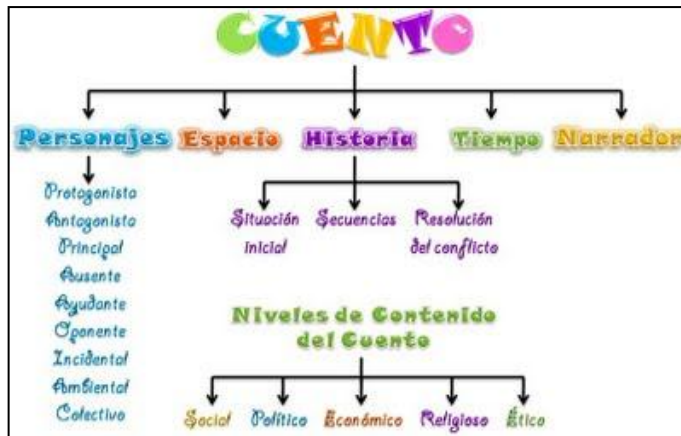 CUENTO
Personajes Espacio Historia Tiempo Narrador
Protagonista
Antagonista
Principal
Ausente
Ayudante
Oponente
Incidental
Ambiental
Colectivo
Situación
inicial
Secuencias
Resolución
del conflicto
Niveles de Contenido
del Cuento
Social Político Económico Religioso Ético